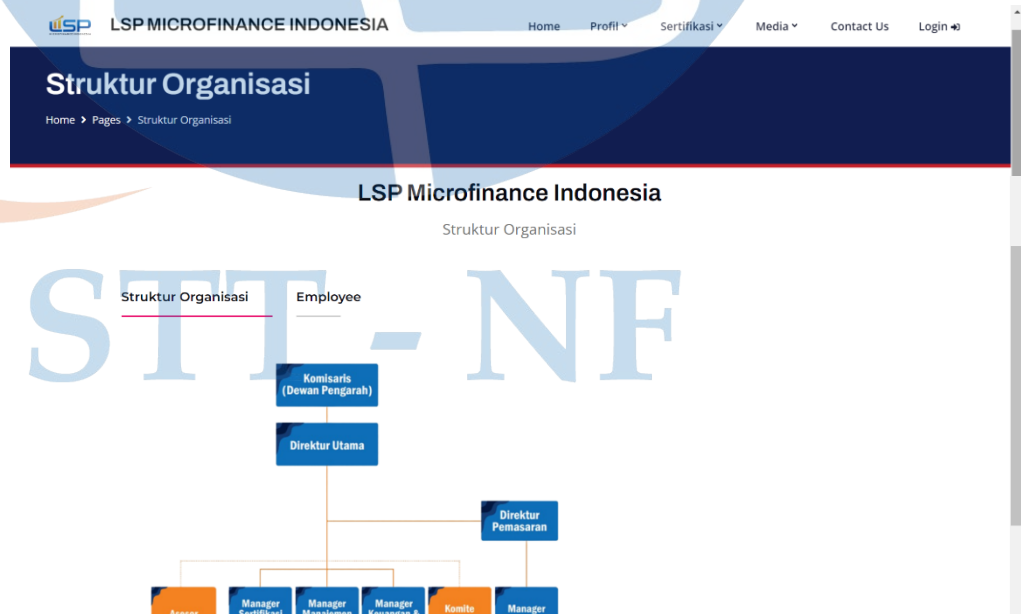 LSP LSP MICROFINANCE INDONESIA Home Profil Sertifikasi Media Contact Us Login
Struktur Organisasi
Home > Pages > Struktur Organisasi
LSP Microfinance Indonesia
Struktur Organisasi
STT - NF
Struktur Organisasi Employee
Komisaris
(Dewan Pengarah)
Direktur Utama
Direktur
Pemasaran
Manager Manager Manager Komite Manager